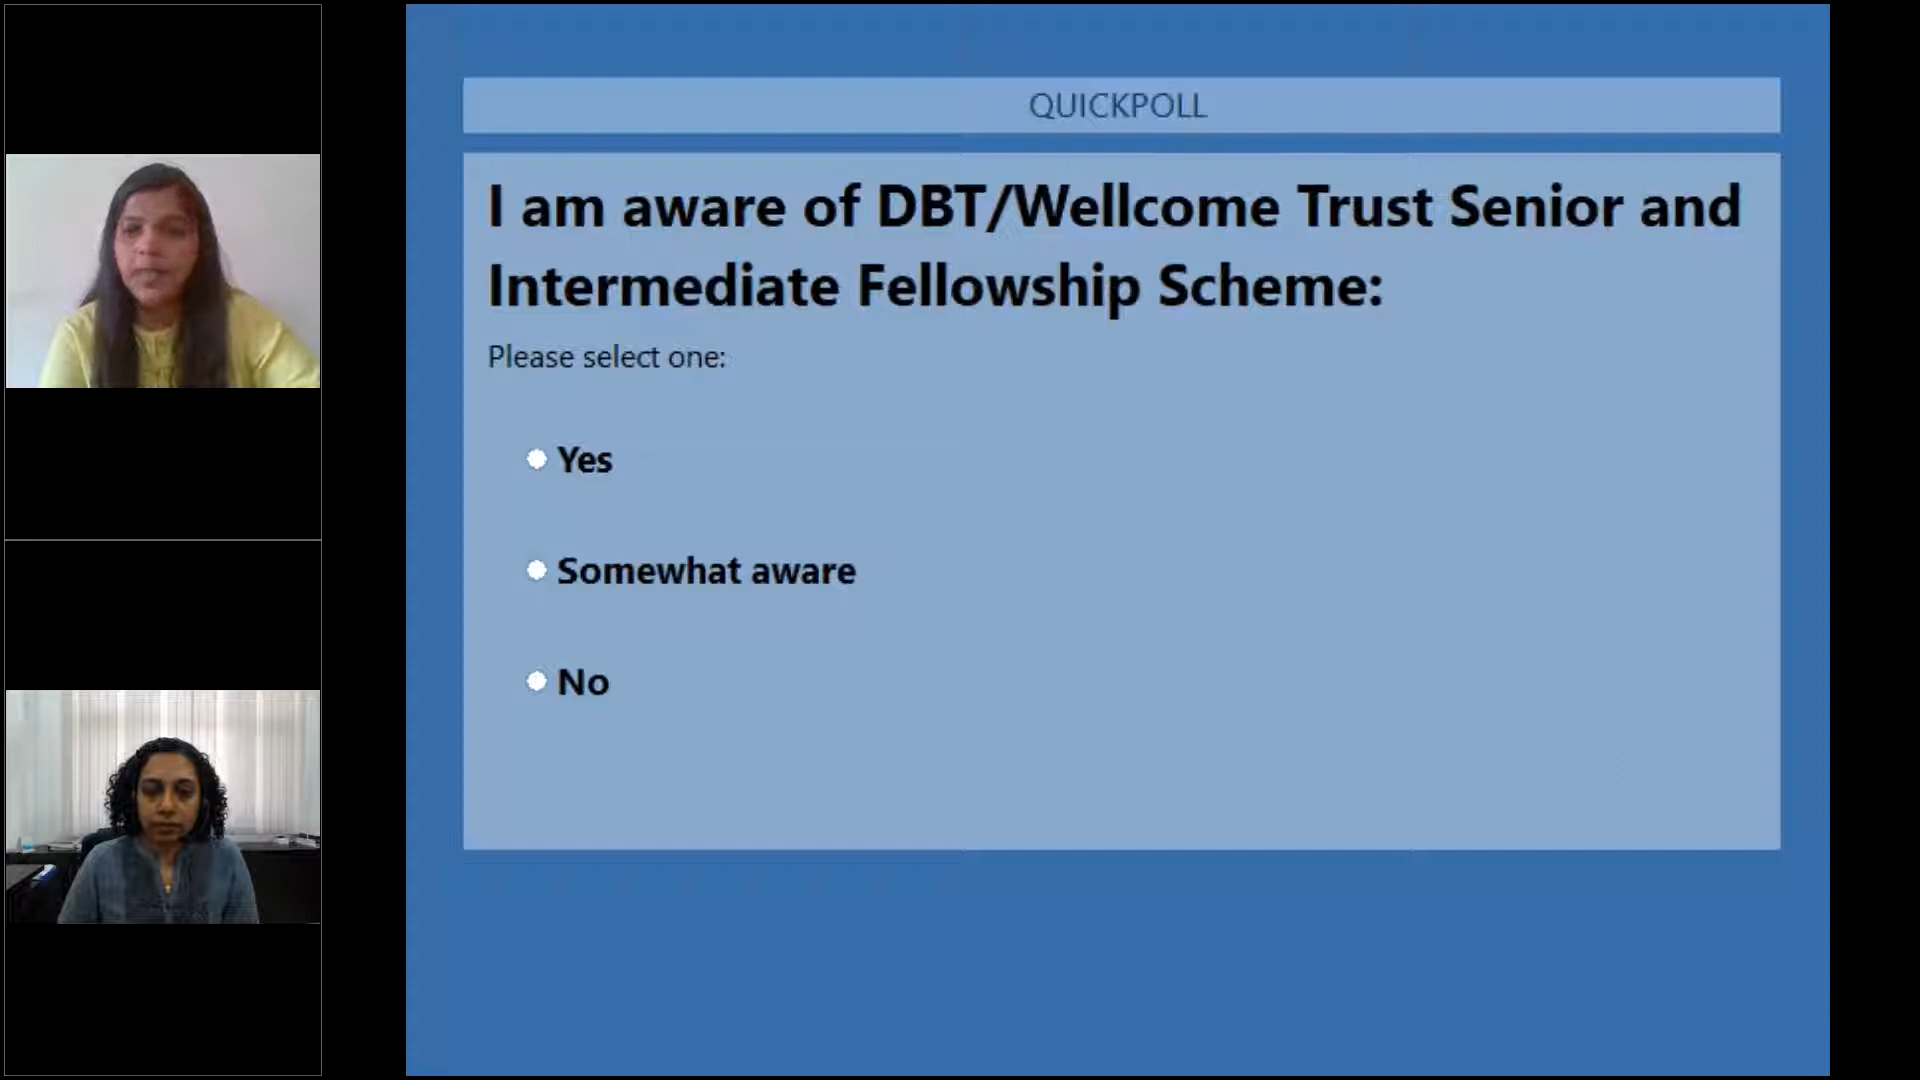 QUICKPOLL
I am aware of DBT/Wellcome Trust Senior and
Intermediate Fellowship Scheme:
Please select one:
Yes
Somewhat aware
No